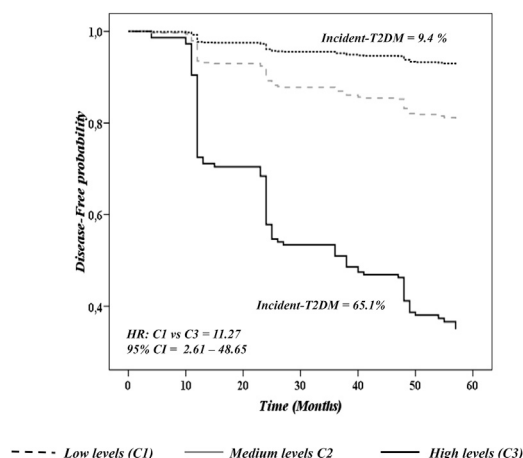 1,0
0,8
0,6
0,4
Disease-Free probability
Incident-T2DM = 9.4 %
Incident-T2DM = 65.1%
HR: C1 vs C3 = 11.27
95% CI = 2.61 – 48.65
0 10 20 30 40 50 60
Time (Months)
Low levels (C1) Medium levels C2 High levels (C3)